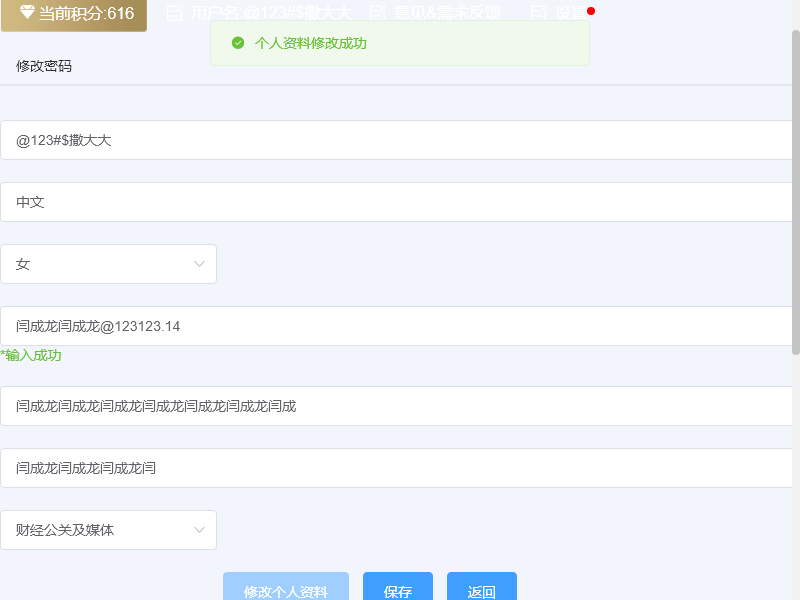 当前积分:616 用户名 @123#$撒大大 意见&需求反馈 设置
个人资料修改成功
修改密码
@123#$撒大大
中文
女
闫成龙闫成龙@123123.14
*输入成功
闫成龙闫成龙闫成龙闫成龙闫成龙闫成龙闫成
闫成龙闫成龙闫成龙闫
财经公关及媒体
修改个人资料 保存 返回